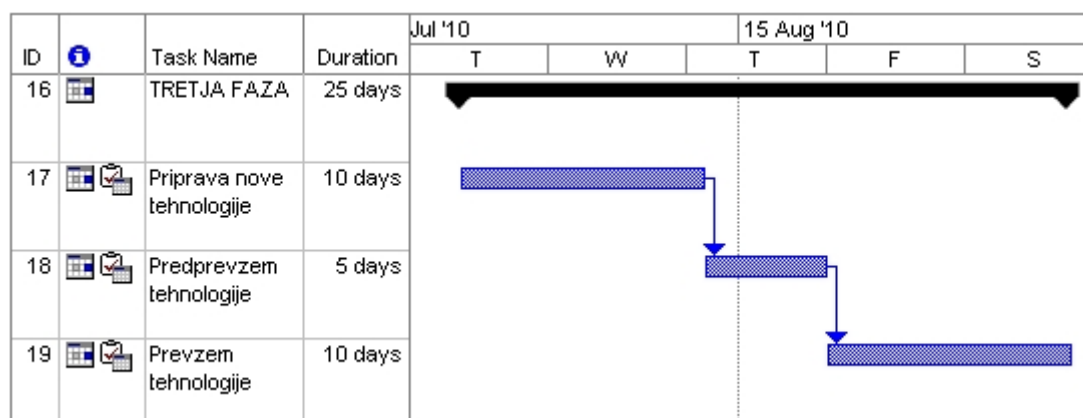 Jul '10 15 Aug '10
ID Task Name Duration T W T F S
16 TRETJA FAZA 25 days
17 Priprava nove 10 days
tehnologije
18 Predprevzem 5 days
tehnologije
19 Prevzem 10 days
tehnologije